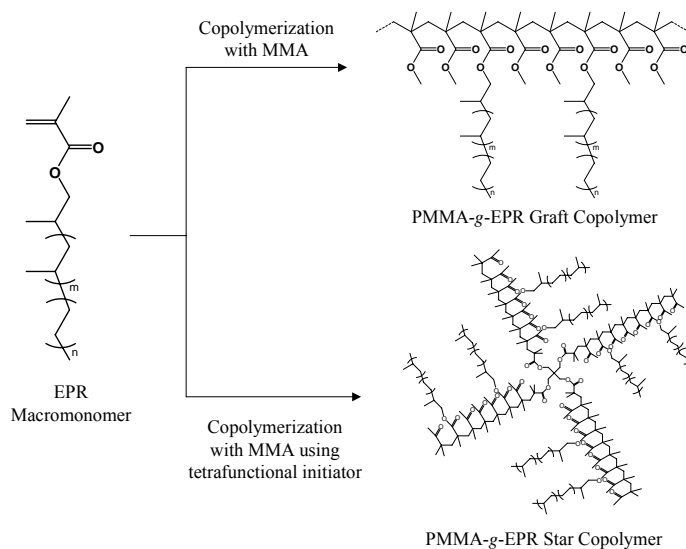 Copolymerization
with MMA
O O O O O O O
O O O O O O O
m m
n n
PMMA-g-EPR Graft Copolymer
O
O
m
n
EPR
Macromonomer
Copolymerization
with MMA using
tetrafunctional initiator
PMMA-g-EPR Star Copolymer